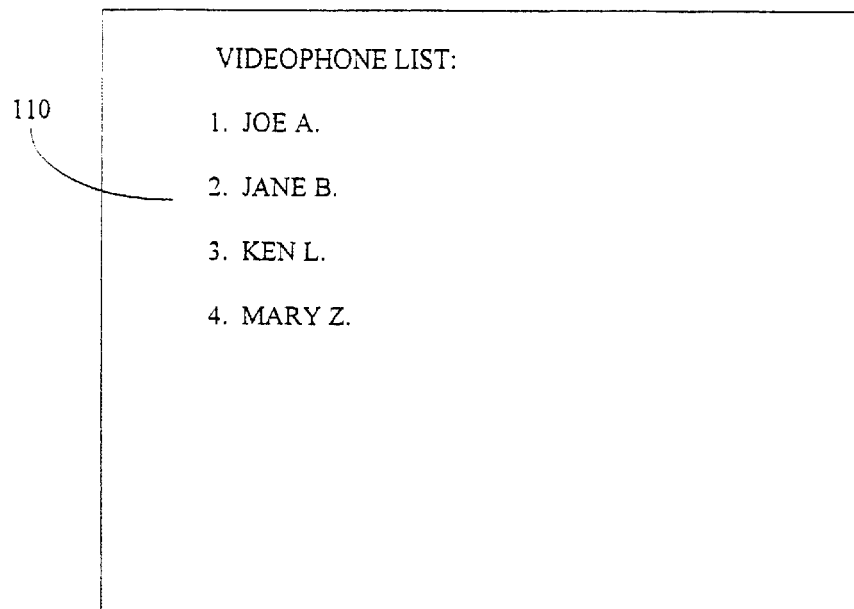 VIDEOPHONE LIST:
110
1. JOE A.
2. JANE B.
3. KEN L.
4. MARY Z.